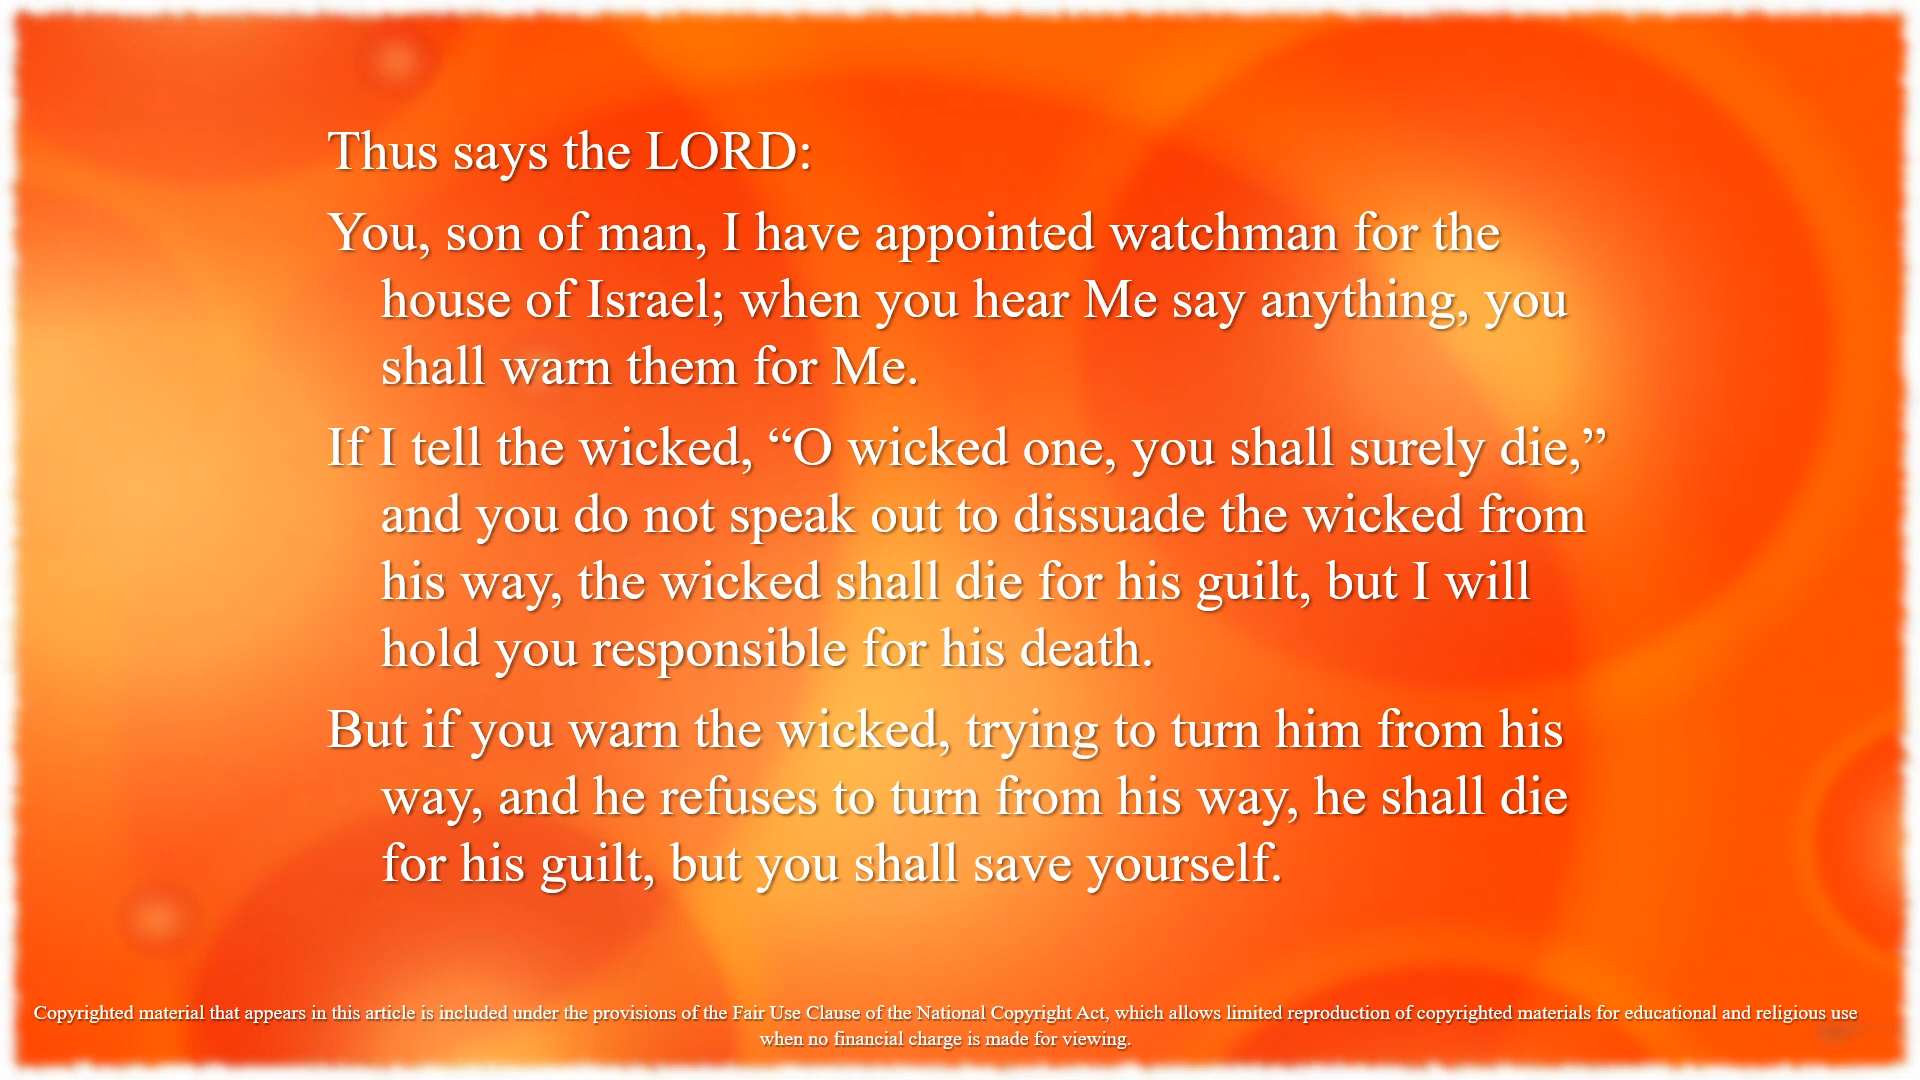 Thus says the LORD:
You, son of man, I have appointed watchman for the
house of Israel; when you hear Me say anything, you
shall warn them for Me.
If I tell the wicked, “O wicked one, you shall surely die,”
and you do not speak out to dissuade the wicked from
his way, the wicked shall die for his guilt, but I will
hold you responsible for his death.
But if you warn the wicked, trying to turn him from his
way, and he refuses to turn from his way, he shall die
for his guilt, but you shall save yourself.
Copyrighted material that appears in this article is included under the provisions of the Fair Use Clause of the National Copyright Act, which allows limited reproduction of copyrighted materials for educational and religious use
when no financial charge is made for viewing.